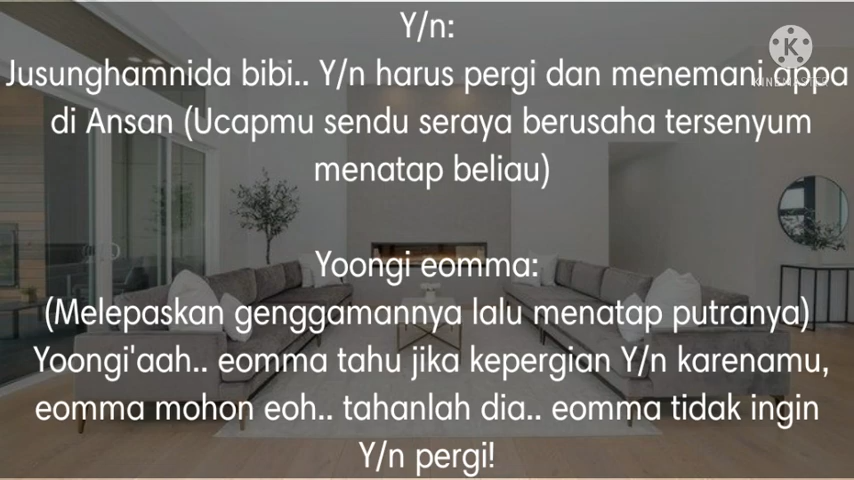 Y/n:
Jusunghamnida bibi.. Y/n harus pergi dan menemani appa
di Ansan (Ucapmu sendu seraya berusaha tersenyum
menatap beliau)
Yoongi eomma:
(Melepaskan genggamannya lalu menatap putranya)
Yoongi'aah.. eomma tahu jika kepergian Y/n karenamu,
eomma mohon eoh.. tahanlah dia.. eomma tidak ingin
Y/n pergi!
K
KINEMASTER